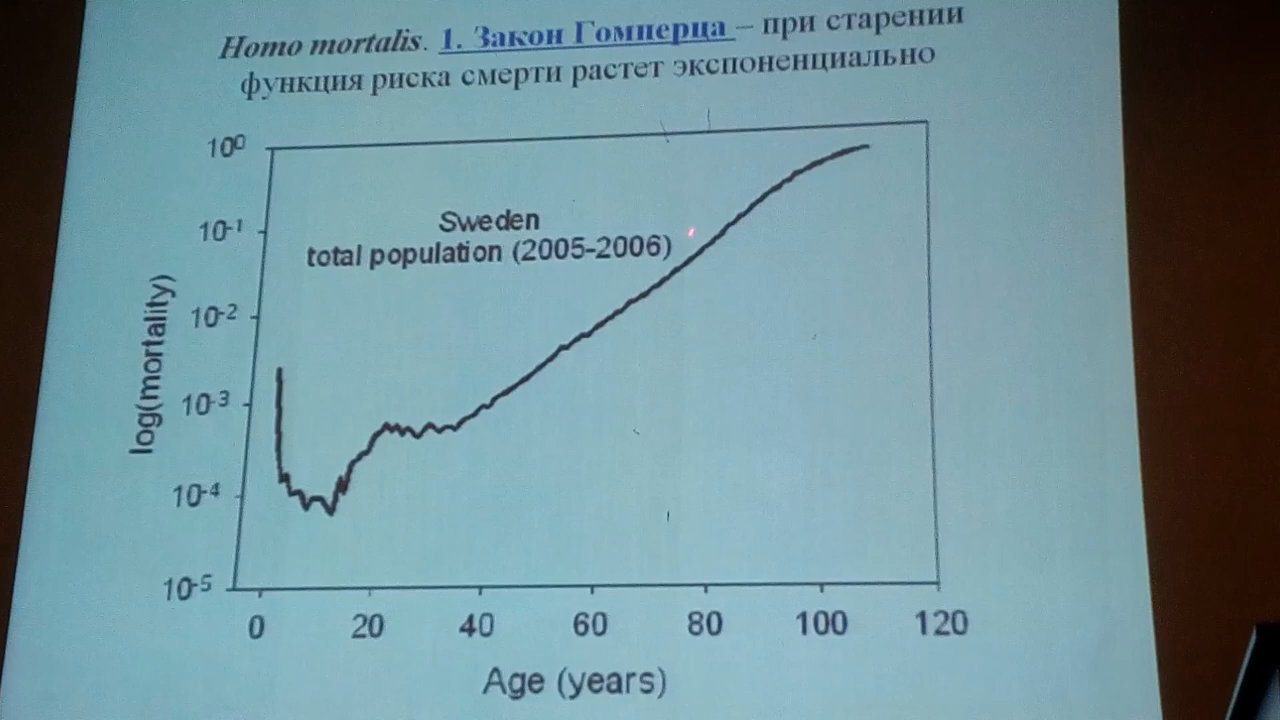 Homo mortalis. 1. Закон Гомперца – при старении
функция риска смерти растет экспоненциально
10⁰
10⁻¹
10⁻²
10⁻³
10⁻⁴
10⁻⁵
log(mortality)
Sweden
total population (2005-2006)
0 20 40 60 80 100 120
Age (years)